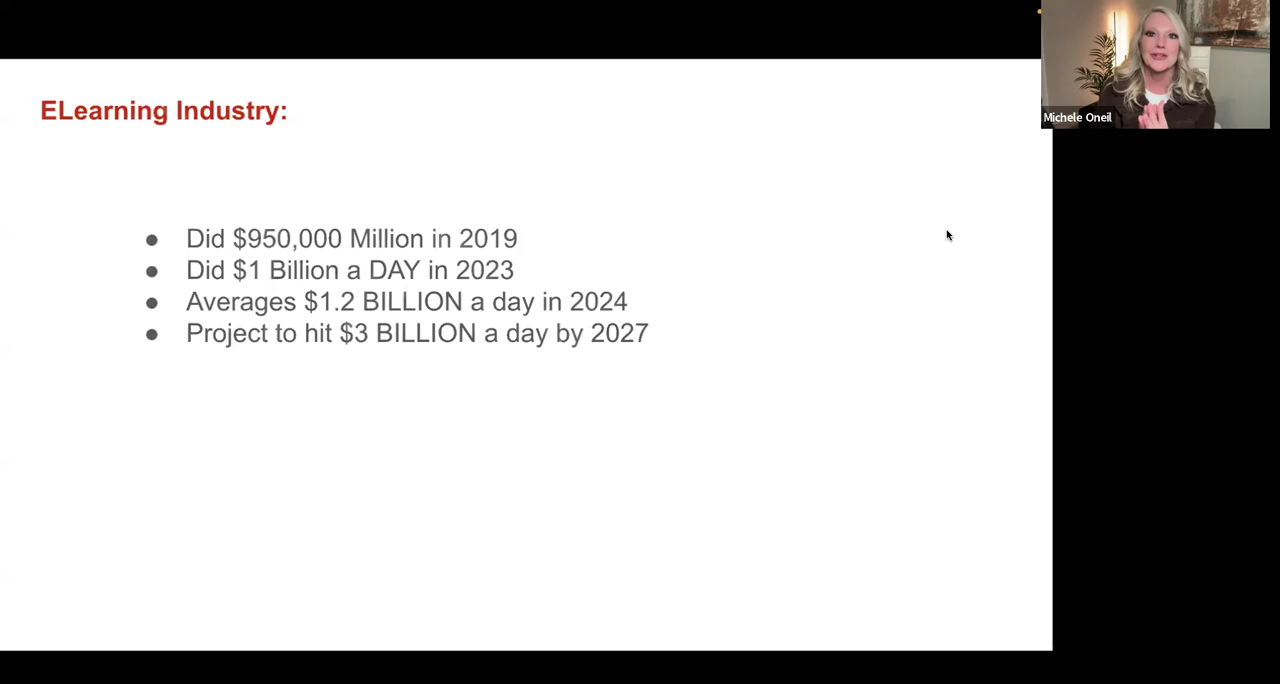 ELearning Industry:
Michele Oneil
● Did $950,000 Million in 2019
● Did $1 Billion a DAY in 2023
● Averages $1.2 BILLION a day in 2024
● Project to hit $3 BILLION a day by 2027